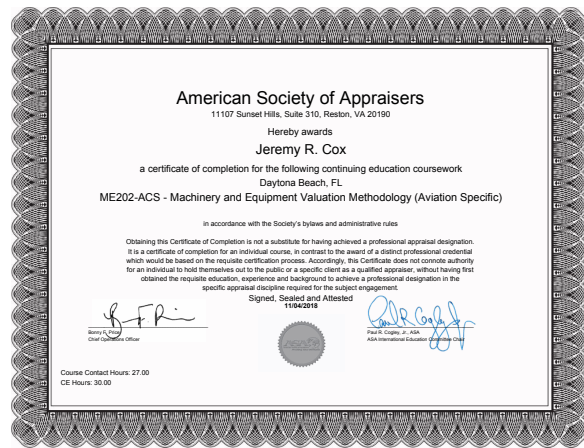 American Society of Appraisers
11107 Sunset Hills, Suite 310, Reston, VA 20190
Hereby awards
Jeremy R. Cox
a certificate of completion for the following continuing education coursework
Daytona Beach, FL
ME202-ACS - Machinery and Equipment Valuation Methodology (Aviation Specific)
in accordance with the Society's bylaws and administrative rules
Obtaining this Certificate of Completion is not a substitute for having achieved a professional appraisal designation.
It is a certificate of completion for an individual course, in contrast to the award of a distinct professional credential
which would be based on the requisite certification process. Accordingly, this Certificate does not connote authority
for an individual to hold themselves out to the public or a specific client as a qualified appraiser, without having first
obtained the requisite education, experience and background to achieve a professional designation in the
specific appraisal discipline required for the subject engagement.
Signed, Sealed and Attested
11/04/2018
Bonny F. Price
Chief Operations Officer
Paul R. Cogley, Jr., ASA
ASA International Education Committee Chair
Course Contact Hours: 27.00
CE Hours: 30.00